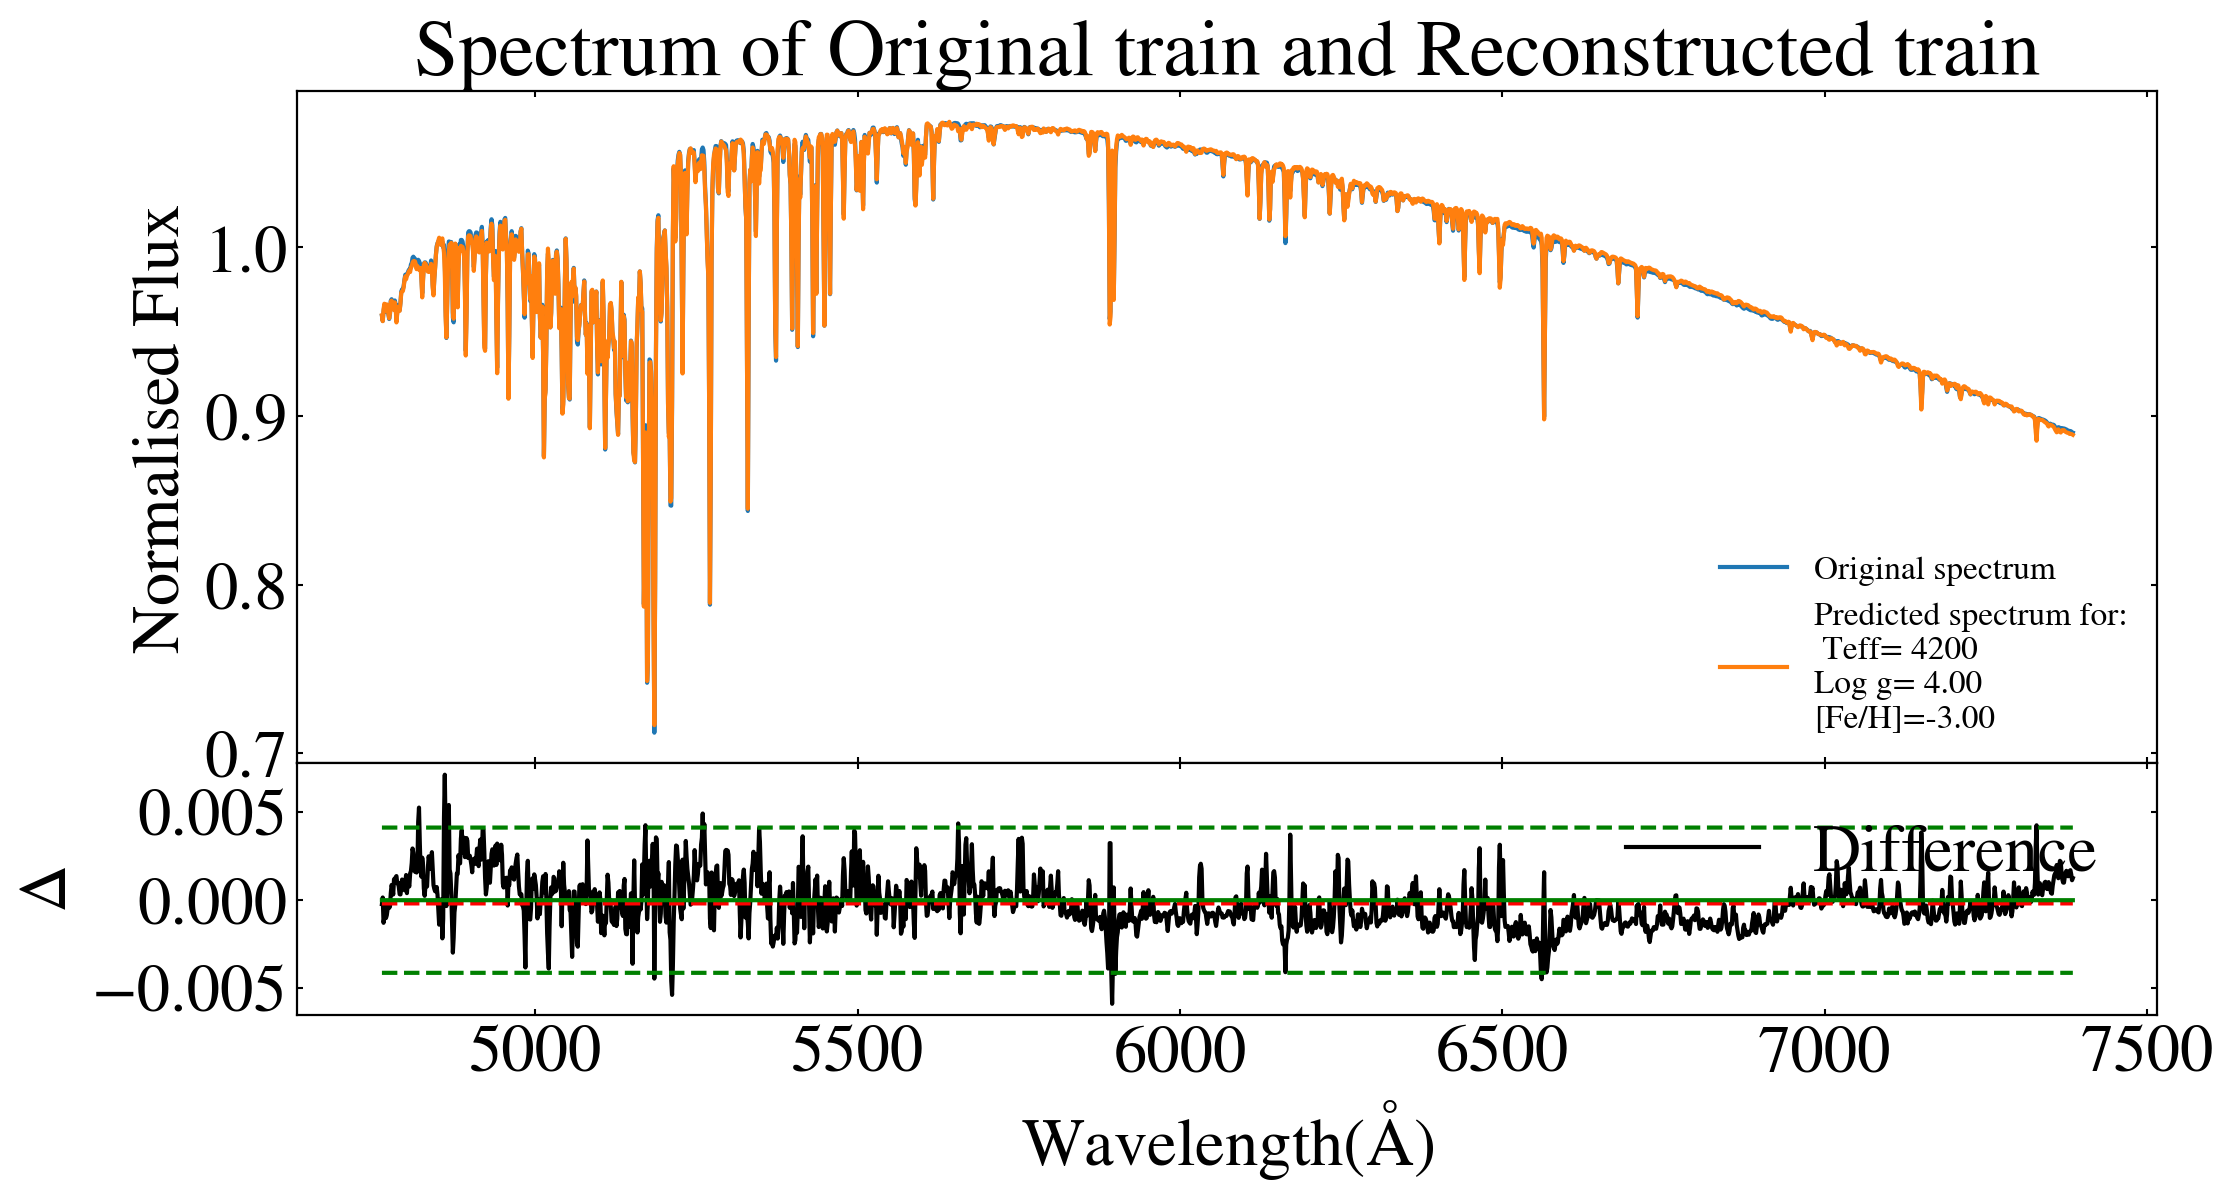 Spectrum of Original train and Reconstructed train
Normalised Flux
1.0
0.9
0.8
0.7
Original spectrum
Predicted spectrum for:
Teff= 4200
Log g= 4.00
[Fe/H]=-3.00
Δ
0.005
0.000
−0.005
Difference
5000 5500 6000 6500 7000 7500
Wavelength(Å)